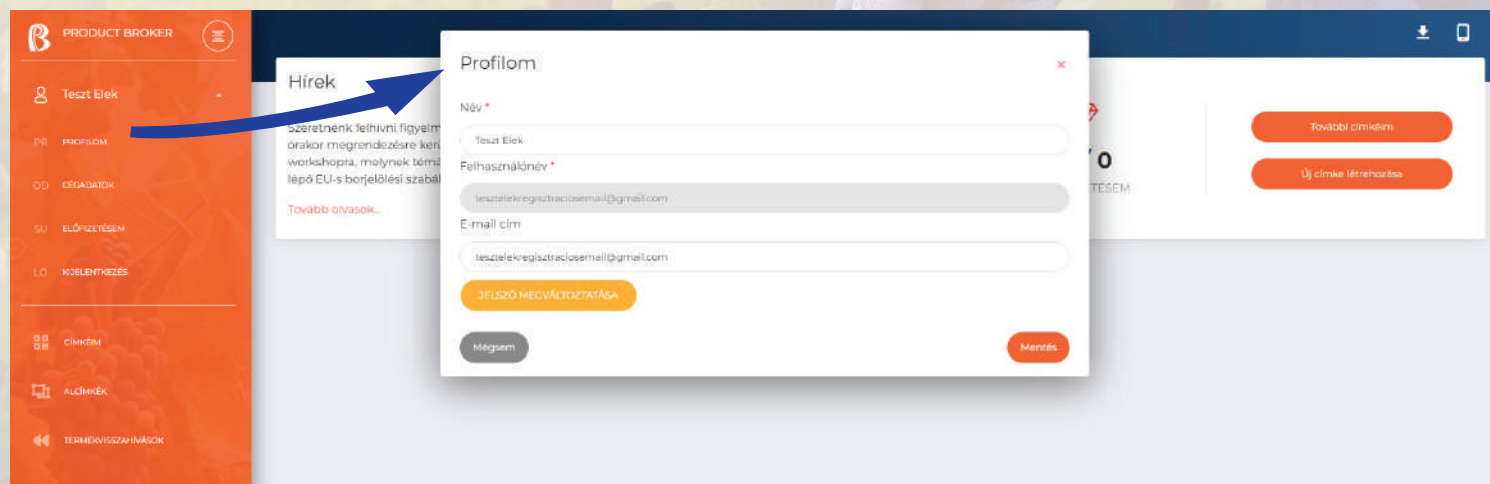 PRODUCT BROKER
Teszt Elek
PR PROFILOM
OD CÉGADATOK
SU ELŐFIZETÉSEM
LO KIJELENTKEZÉS
CÍMKÉIM
ALCÍMKÉK
TERMÉKVISSZAHÍVÁSOK
Hírek
Szeretnénk felhívni figyelm
órakor megrendezésre kerü
workshopra, melynek témá
lépő EU-s borjelölési szabál
Tovább olvasok...
Profilom
×
Név *
Teszt Elek
Felhasználónév *
tesztelekregisztraciosemail@gmail.com
E-mail cím
tesztelekregisztraciosemail@gmail.com
JELSZÓ MEGVÁLTOZTATÁSA
Mégsem
Mentés
/ 0
TÉSEM
További címkéim
Új címke létrehozása